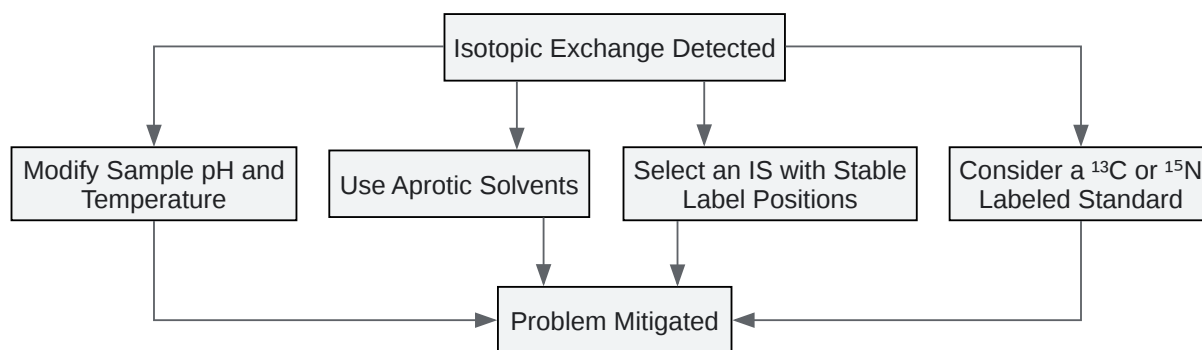 Isotopic Exchange Detected
Modify Sample pH and
Temperature
Use Aprotic Solvents
Select an IS with Stable
Label Positions
Consider a ¹³C or ¹⁵N
Labeled Standard
Problem Mitigated